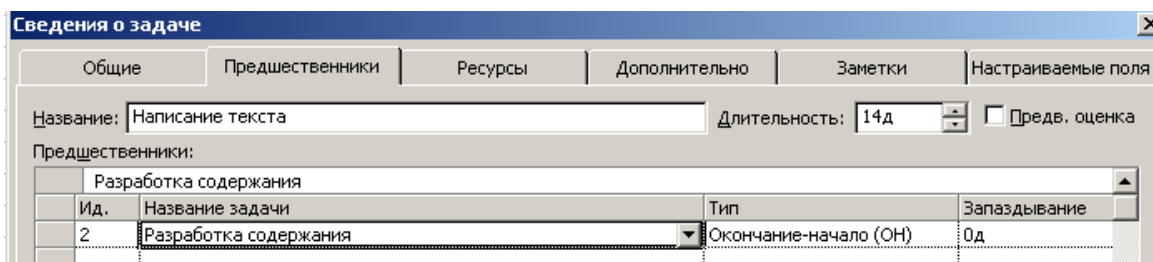 Сведения о задаче
Общие Предшественники Ресурсы Дополнительно Заметки Настраиваемые поля
Название: Написание текста Длительность: 14д Предв. оценка
Предшественники:
Разработка содержания
Ид. Название задачи Тип Запаздывание
2 Разработка содержания Окончание-начало (ОН) 0д